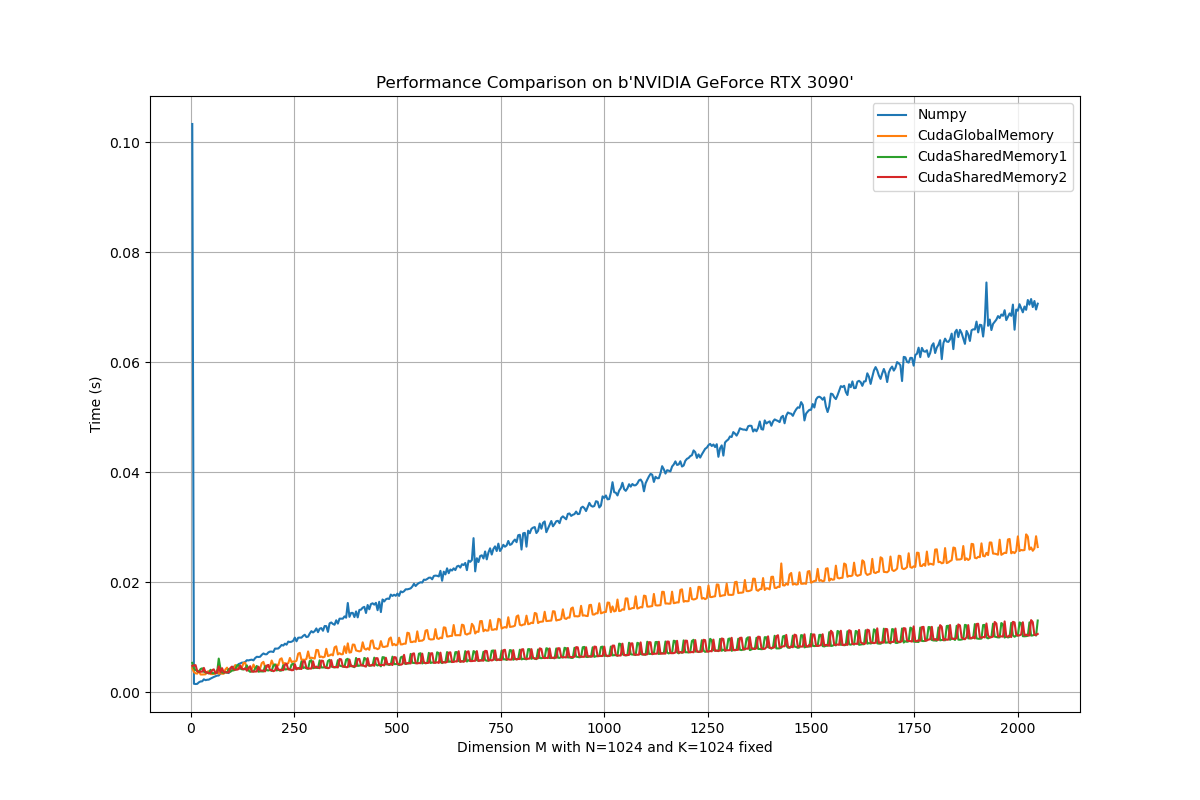 Performance Comparison on b'NVIDIA GeForce RTX 3090'
Numpy
CudaGlobalMemory
CudaSharedMemory1
CudaSharedMemory2
0.10
0.08
0.06
0.04
0.02
0.00
Time (s)
0 250 500 750 1000 1250 1500 1750 2000
Dimension M with N=1024 and K=1024 fixed